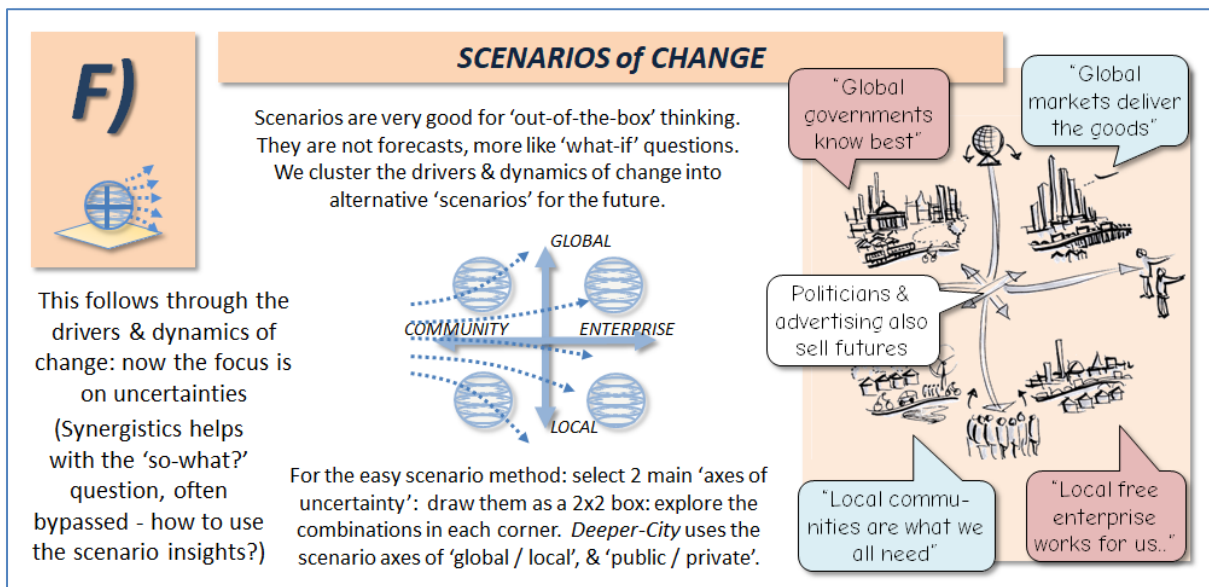 F)
SCENARIOS of CHANGE
This follows through the
drivers & dynamics of
change: now the focus is
on uncertainties
(Synergistics helps
with the ‘so-what?’
question, often
bypassed - how to use
the scenario insights?)
Scenarios are very good for ‘out-of-the-box’ thinking.
They are not forecasts, more like ‘what-if’ questions.
We cluster the drivers & dynamics of change into
alternative ‘scenarios’ for the future.
GLOBAL
COMMUNITY
ENTERPRISE
LOCAL
For the easy scenario method: select 2 main ‘axes of
uncertainty’: draw them as a 2x2 box: explore the
combinations in each corner. Deeper-City uses the
scenario axes of ‘global / local’, & ‘public / private’.
“Global
governments
know best”
“Global
markets deliver
the goods”
Politicians &
advertising also
sell futures
“Local commu-
nities are what we
all need”
“Local free
enterprise
works for us..”